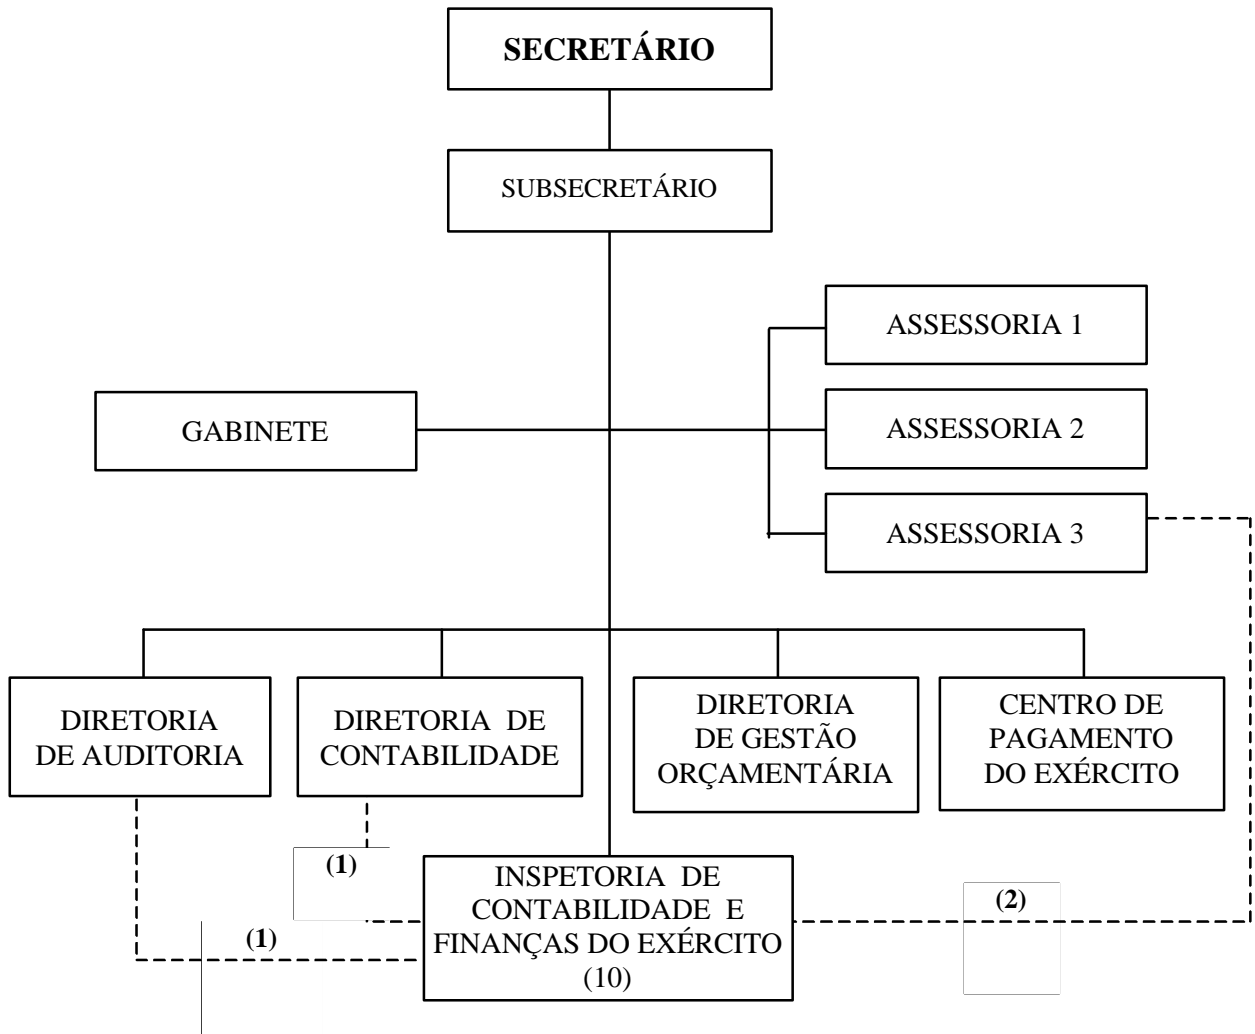 SECRETÁRIO
SUBSECRETÁRIO
ASSESSORIA 1
GABINETE
ASSESSORIA 2
ASSESSORIA 3
DIRETORIA
DE AUDITORIA
DIRETORIA DE
CONTABILIDADE
DIRETORIA
DE GESTÃO
ORÇAMENTÁRIA
CENTRO DE
PAGAMENTO
DO EXÉRCITO
(1)
(1)
INSPETORIA DE
CONTABILIDADE E
FINANÇAS DO EXÉRCITO
(10)
(2)